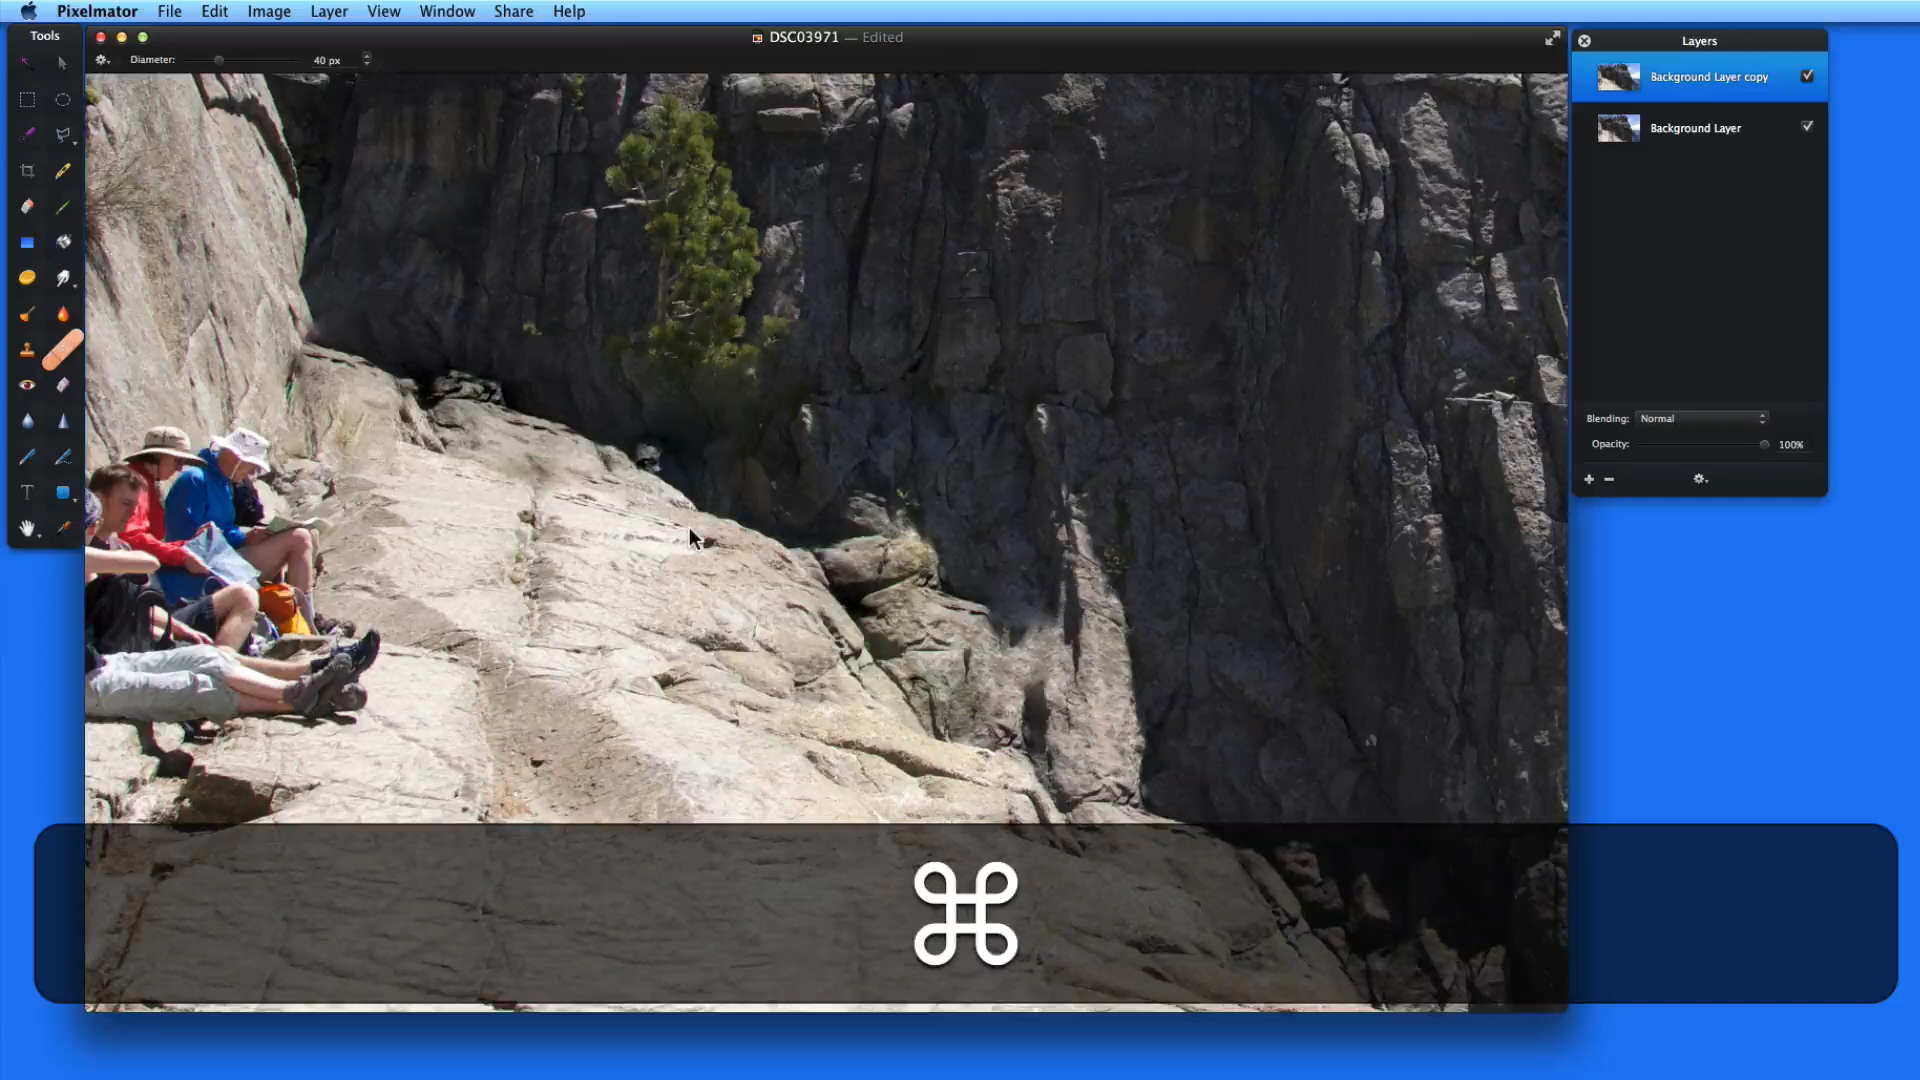 Pixelmator File Edit Image Layer View Window Share Help
Tools
DSC03971 — Edited
Diameter: 40 px
Layers
Background Layer copy
Background Layer
Blending: Normal
Opacity: 100%
T
⌘